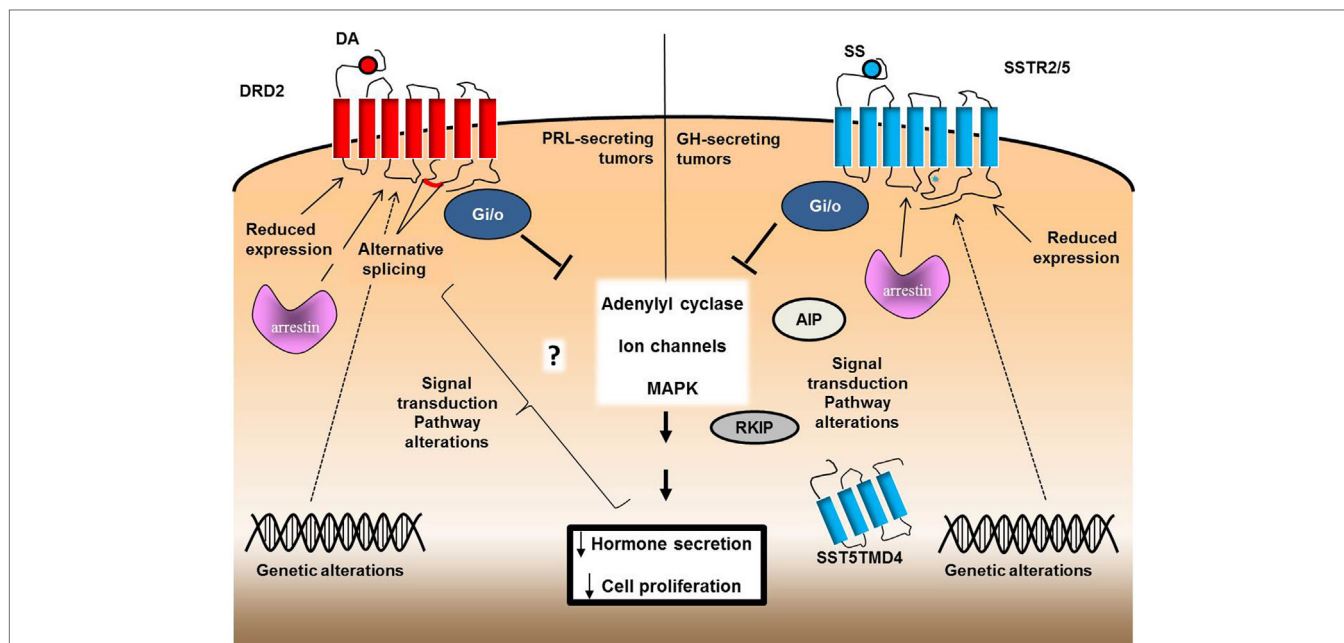 DA
DRD2
SS
SSTR2/5
PRL-secreting
tumors
GH-secreting
tumors
Gi/o
Gi/o
Reduced
expression
Alternative
splicing
arrestin
arrestin
Reduced
expression
Adenylyl cyclase
Ion channels
MAPK
AIP
?
Signal
transduction
Pathway
alterations
Signal
transduction
Pathway
alterations
RKIP
SST5TMD4
Genetic alterations
Genetic alterations
Hormone secretion
Cell proliferation